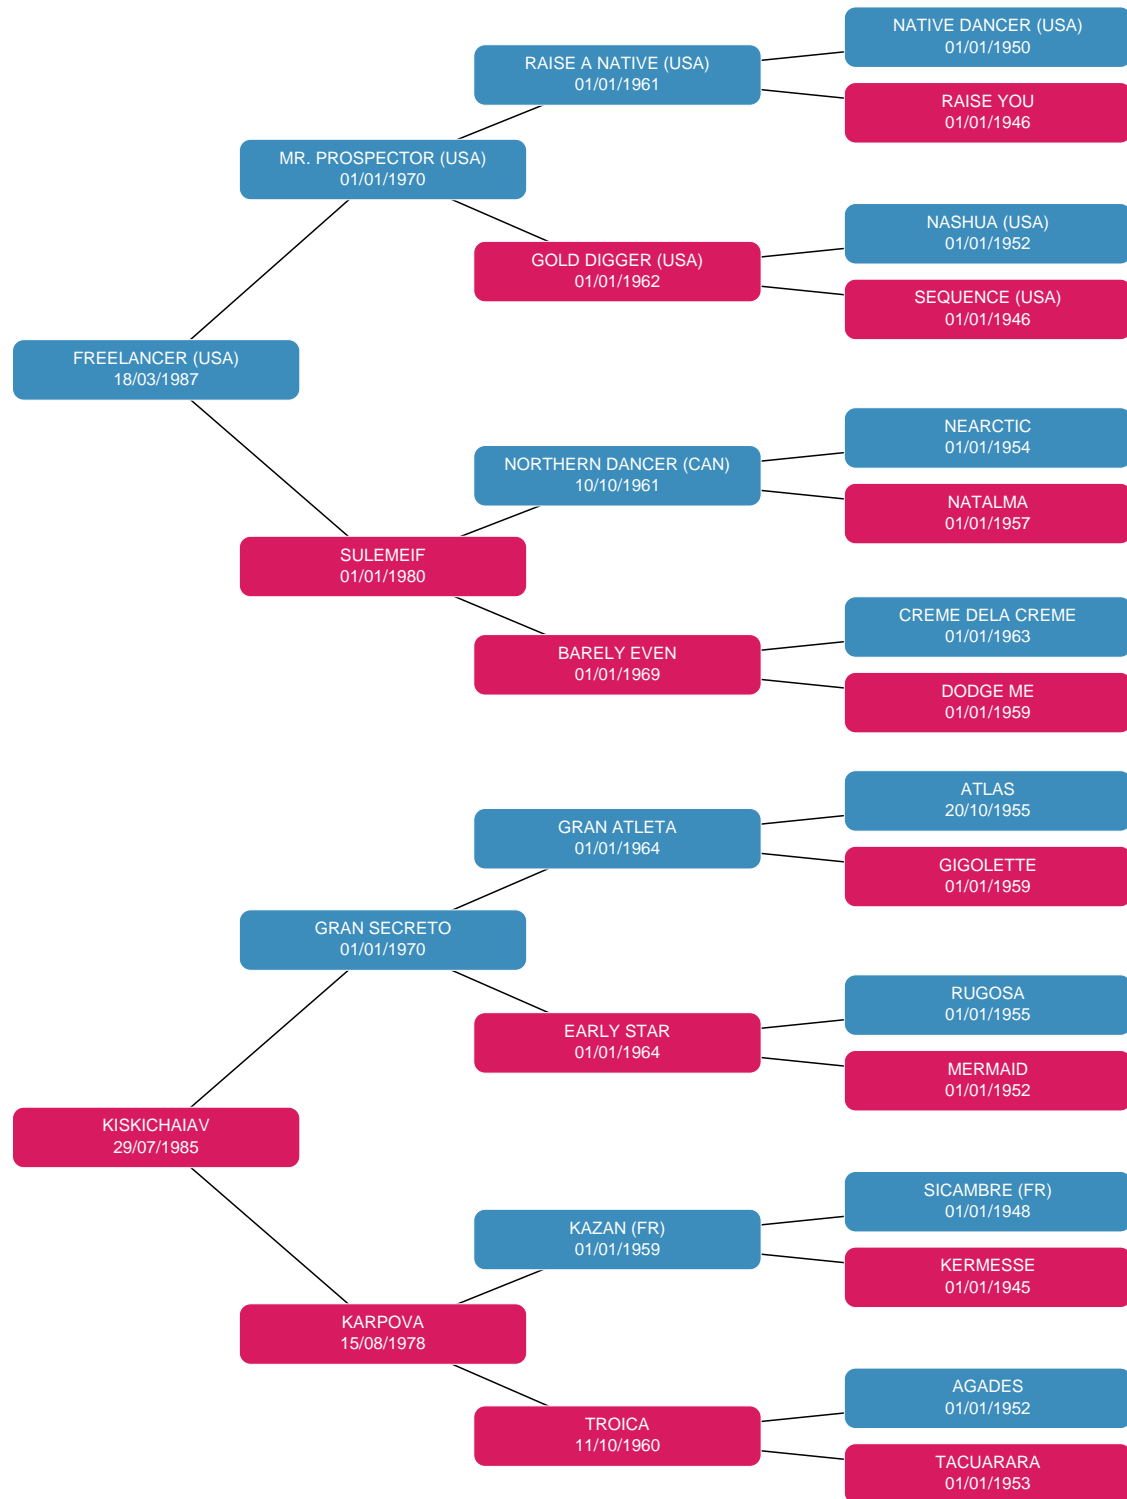 NATIVE DANCER (USA)
01/01/1950
RAISE A NATIVE (USA)
01/01/1961
RAISE YOU
01/01/1946
MR. PROSPECTOR (USA)
01/01/1970
NASHUA (USA)
01/01/1952
GOLD DIGGER (USA)
01/01/1962
SEQUENCE (USA)
01/01/1946
FREELANCER (USA)
18/03/1987
NEARCTIC
01/01/1954
NORTHERN DANCER (CAN)
10/10/1961
NATALMA
01/01/1957
SULEMEIF
01/01/1980
CREME DELA CREME
01/01/1963
BARELY EVEN
01/01/1969
DODGE ME
01/01/1959
ATLAS
20/10/1955
GRAN ATLETA
01/01/1964
GIGOLETTE
01/01/1959
GRAN SECRETO
01/01/1970
RUGOSA
01/01/1955
EARLY STAR
01/01/1964
MERMAID
01/01/1952
KISKICHAIAV
29/07/1985
SICAMBRE (FR)
01/01/1948
KAZAN (FR)
01/01/1959
KERMESSE
01/01/1945
KARPOVA
15/08/1978
AGADES
01/01/1952
TROICA
11/10/1960
TACUARARA
01/01/1953